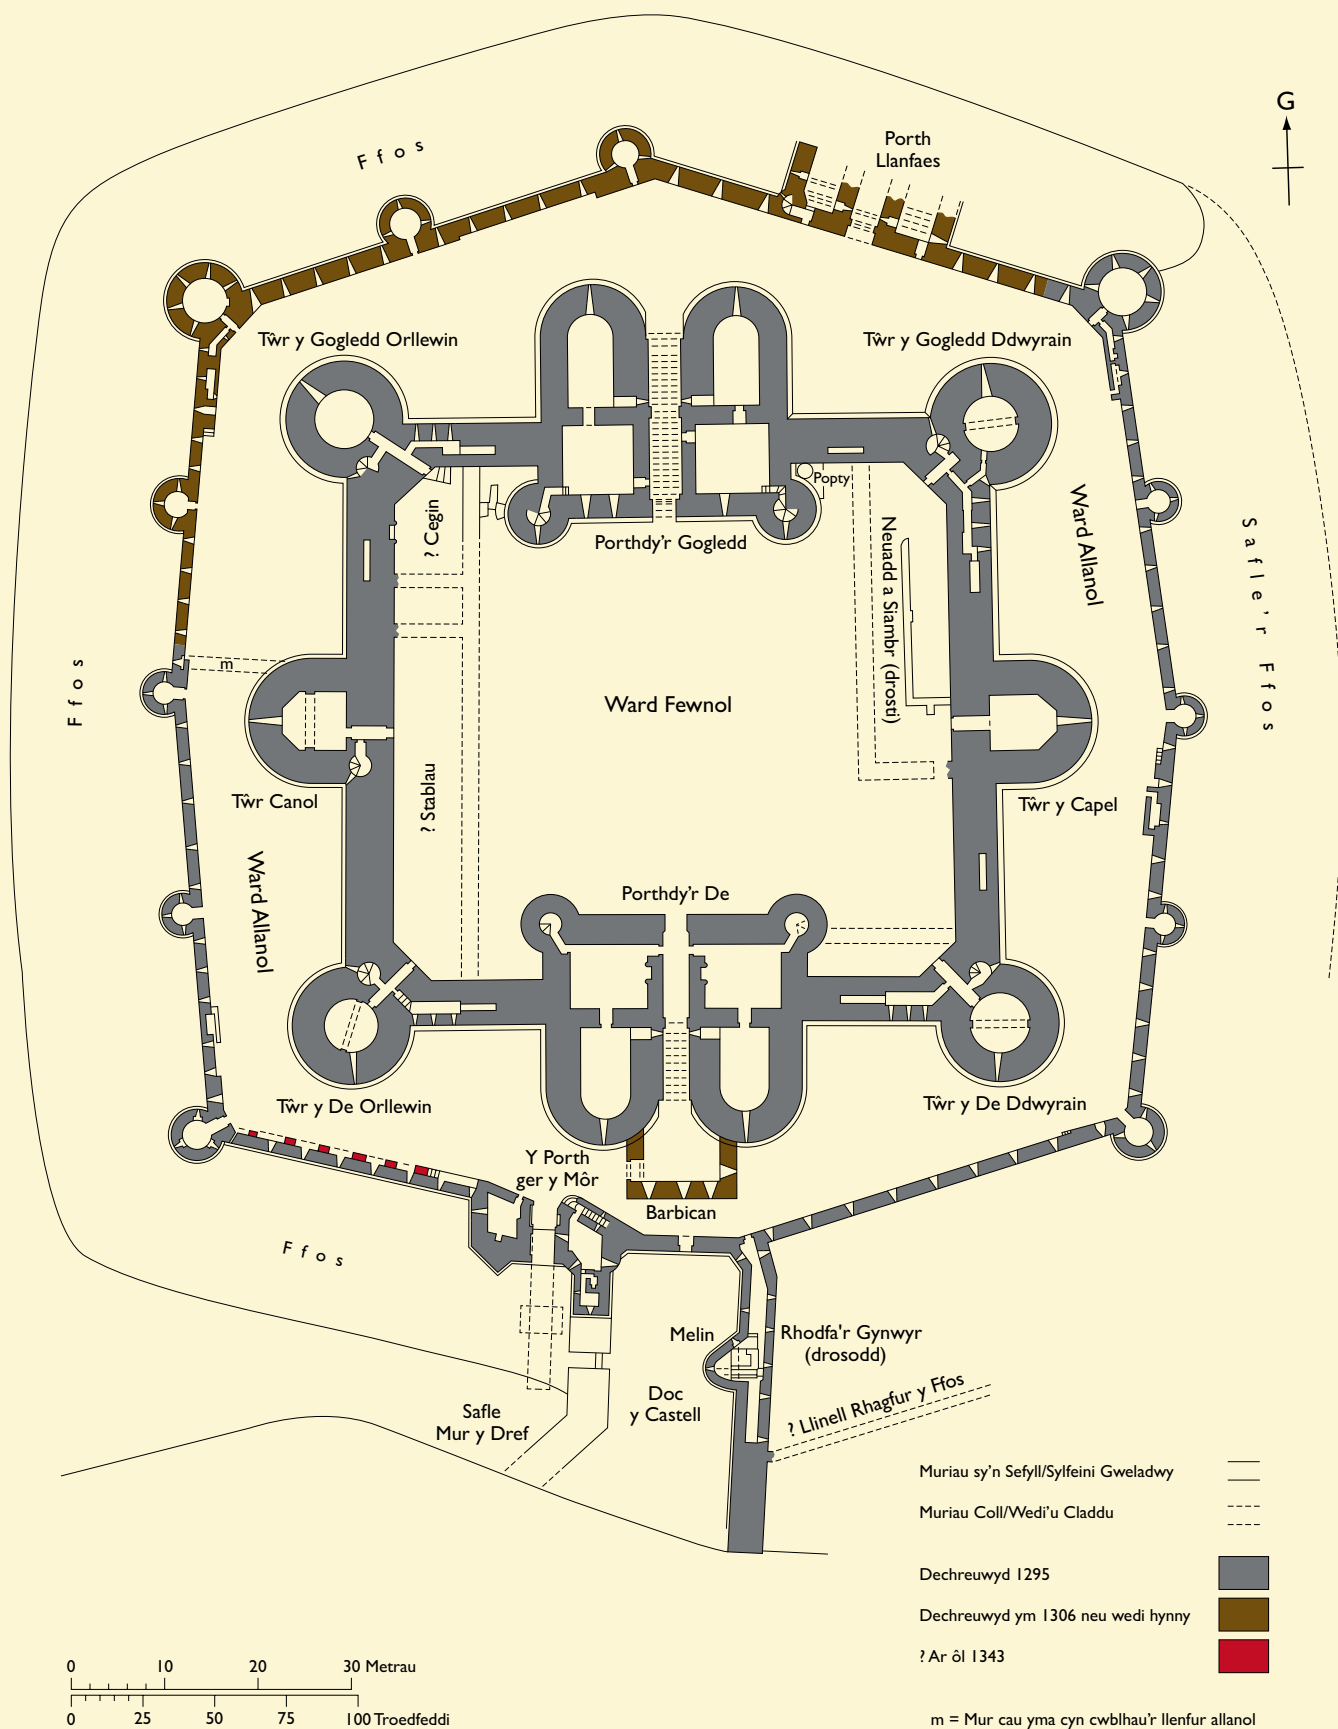 G
Ffos
Porth
Llanfaes
Tŵr y Gogledd Orllewin
Tŵr y Gogledd Ddwyrain
Popty
? Cegin
Porthdy'r Gogledd
Neuadd a Siambr (drosti)
Ward Allanol
Safle'r Ffos
Ffos
m
Ward Fewnol
Tŵr Canol
? Stablau
Tŵr y Capel
Ward Allanol
Porthdy'r De
Tŵr y De Orllewin
Tŵr y De Ddwyrain
Y Porth
ger y Môr
Barbican
Ffos
Melin
Rhodfa'r Gynwyr
(drosodd)
Doc
y Castell
Safle
Mur y Dref
? Llinell Rhagfur y Ffos
Muriau sy'n Sefyll/Sylfeini Gweladwy
Muriau Coll/Wedi'u Claddu
Dechreuwyd 1295
Dechreuwyd ym 1306 neu wedi hynny
? Ar ôl 1343
0 10 20 30 Metrau
0 25 50 75 100 Troedfeddi
m = Mur cau yma cyn cwblhau'r llenfur allanol